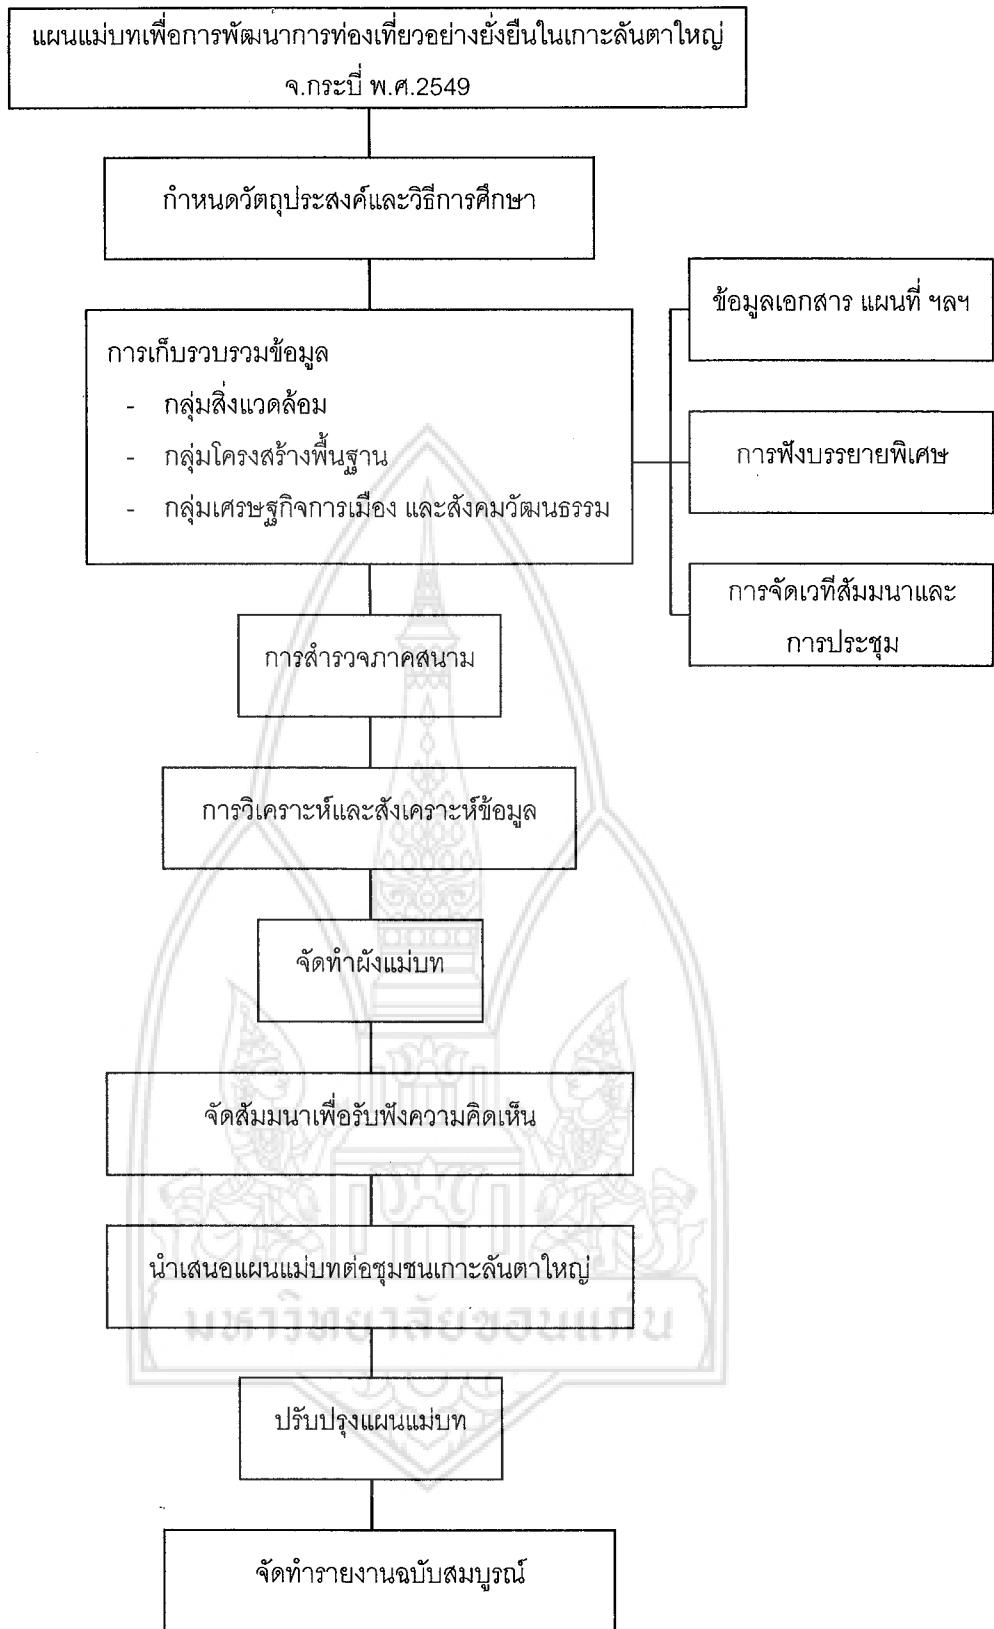 แผนแม่บทเพื่อการพัฒนาการท่องเที่ยวอย่างยั่งยืนในเกาะลันตาใหญ่
จ.กระบี่ พ.ศ.2549
กำหนดวัตถุประสงค์และวิธีการศึกษา
การเก็บรวบรวมข้อมูล
- กลุ่มสิ่งแวดล้อม
- กลุ่มโครงสร้างพื้นฐาน
- กลุ่มเศรษฐกิจการเมือง และสังคมวัฒนธรรม
ข้อมูลเอกสาร แผนที่ ฯลฯ
การฟังบรรยายพิเศษ
การจัดเวทีสัมมนาและ
การประชุม
การสำรวจภาคสนาม
การวิเคราะห์และสังเคราะห์ข้อมูล
จัดทำผังแม่บท
จัดสัมมนาเพื่อรับฟังความคิดเห็น
นำเสนอแผนแม่บทต่อชุมชนเกาะลันตาใหญ่
มหาวิทยาลัยขอนแก่น
ปรับปรุงแผนแม่บท
จัดทำรายงานฉบับสมบูรณ์